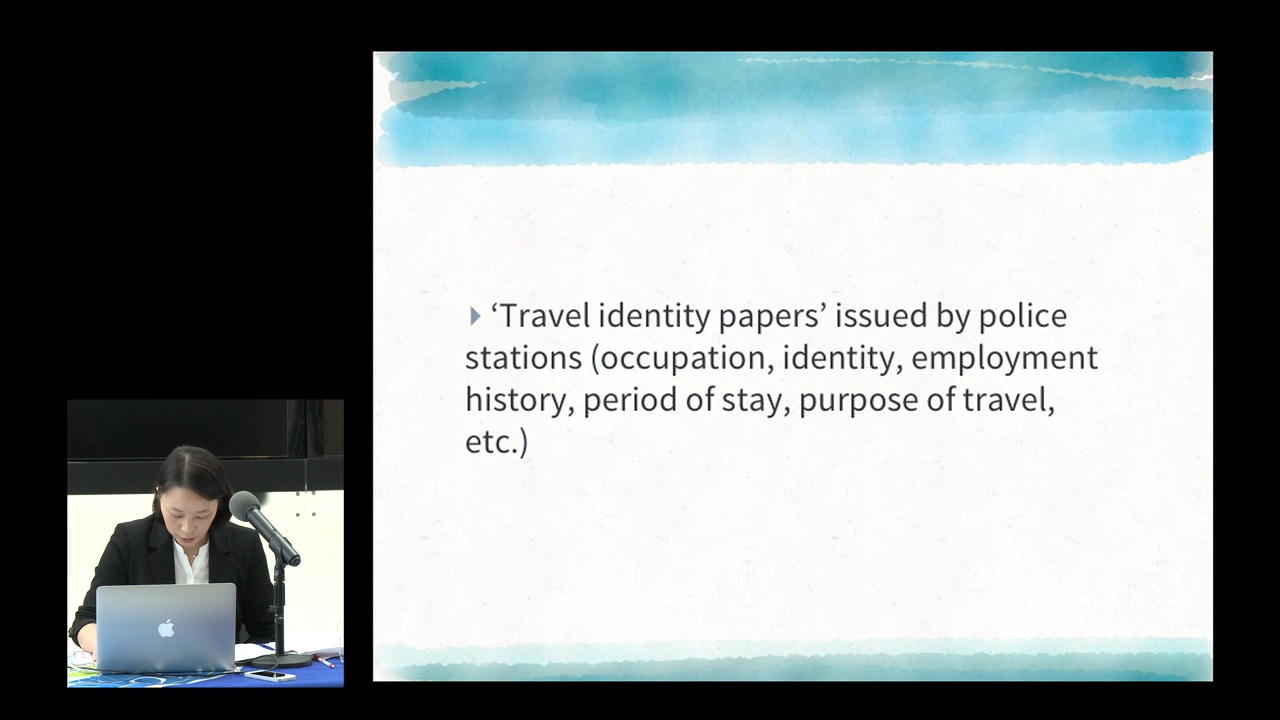 ‘Travel identity papers’ issued by police
stations (occupation, identity, employment
history, period of stay, purpose of travel,
etc.)